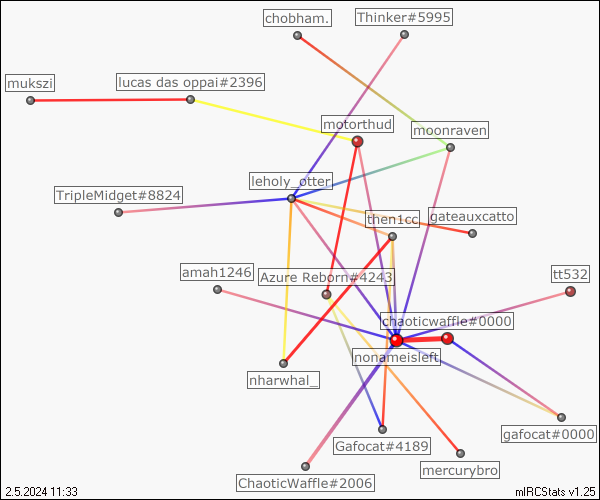 chobham.
Thinker#5995
mukszi
lucas das oppai#2396
motorthud
moonraven
leholy_otter
TripleMidget#8824
then1cc
gateauxcatto
amah1246
Azure Reborn#4243
tt532
chaoticwaffle#0000
nonameisleft
nharwhal_
gafocat#0000
Gafocat#4189
mercurybro
ChaoticWaffle#2006
2.5.2024 11:33
mIRCStats v1.25